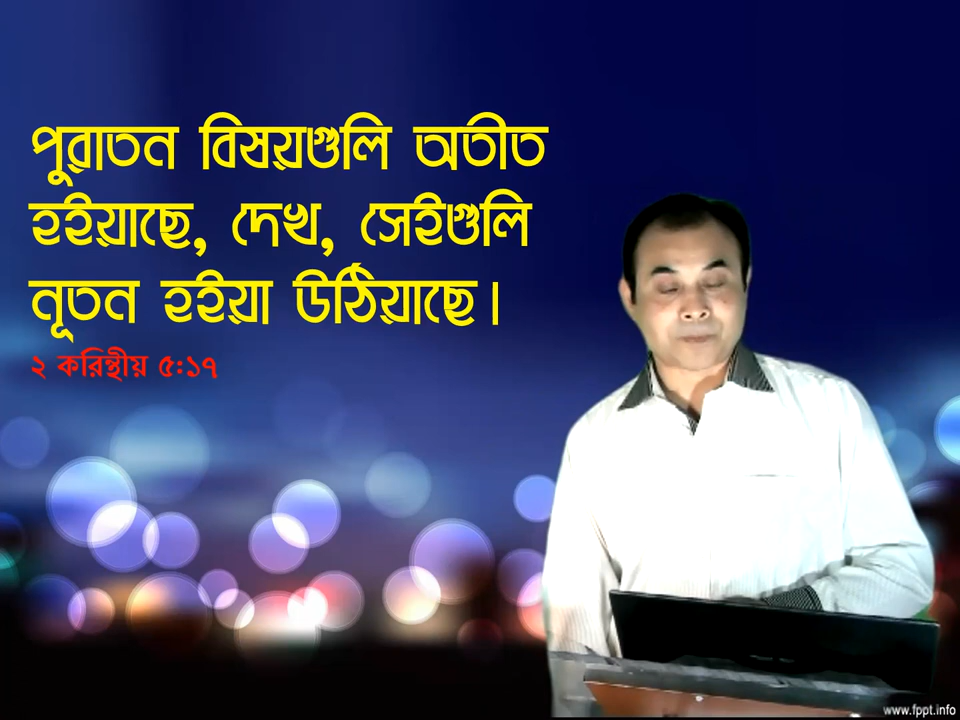 পুরাতন বিষয়গুলি অতীত
হইয়াছে, দেখ, সেইগুলি
নূতন হইয়া উঠিয়াছে।
২ করিন্থীয় ৫:১৭
www.fppt.info